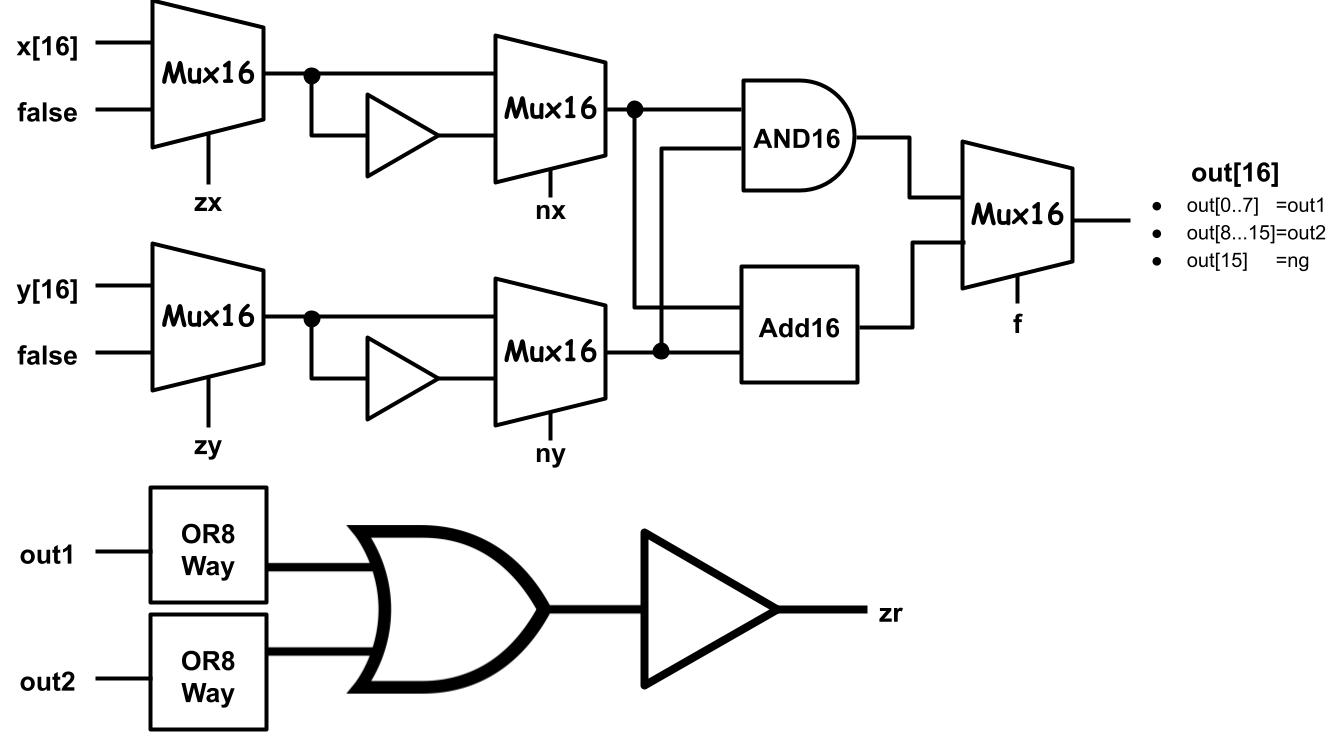 x[16]
Mux16
false
zx
Mux16
nx
AND16
Mux16
f
out[16]
● out[0..7] =out1
● out[8...15]=out2
● out[15] =ng
y[16]
Mux16
false
zy
Mux16
ny
Add16
out1
OR8
Way
out2
OR8
Way
zr